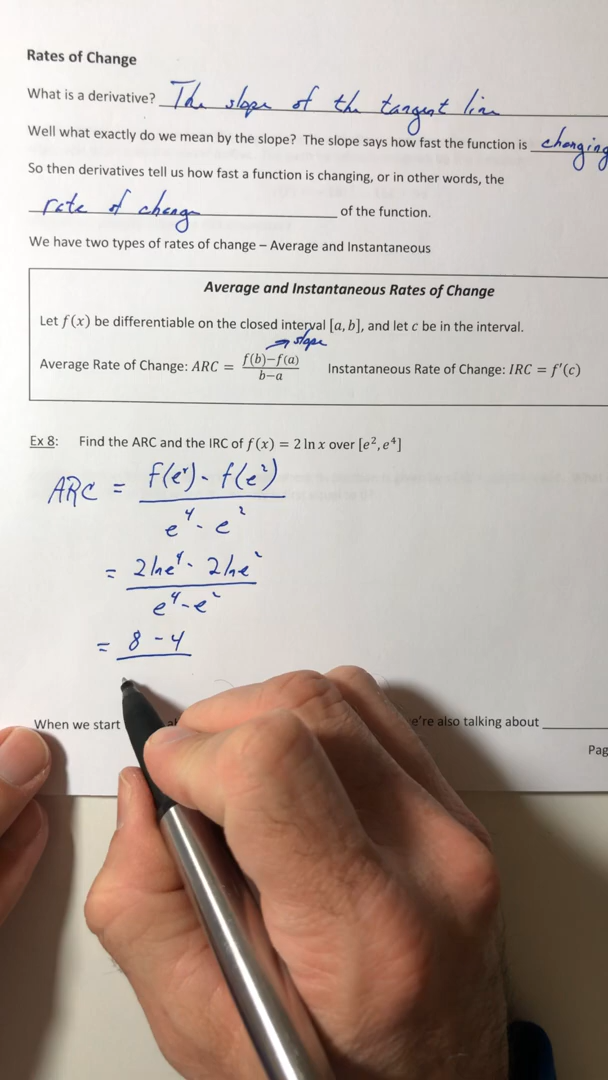 Rates of Change
What is a derivative? The slope of the tangent line
Well what exactly do we mean by the slope? The slope says how fast the function is changing
So then derivatives tell us how fast a function is changing, or in other words, the
rate of change of the function.
We have two types of rates of change – Average and Instantaneous
Average and Instantaneous Rates of Change
Let f(x) be differentiable on the closed interval [a, b], and let c be in the interval.
→ slope
Average Rate of Change: ARC = f(b)−f(a) / b−a Instantaneous Rate of Change: IRC = f′(c)
Ex 8: Find the ARC and the IRC of f(x) = 2 ln x over [e², e⁴]
ARC = f(e⁴) - f(e²) / e⁴ - e²
= 2lne⁴ - 2lne² / e⁴ - e²
= 8 - 4
When we start e're also talking about
Pag